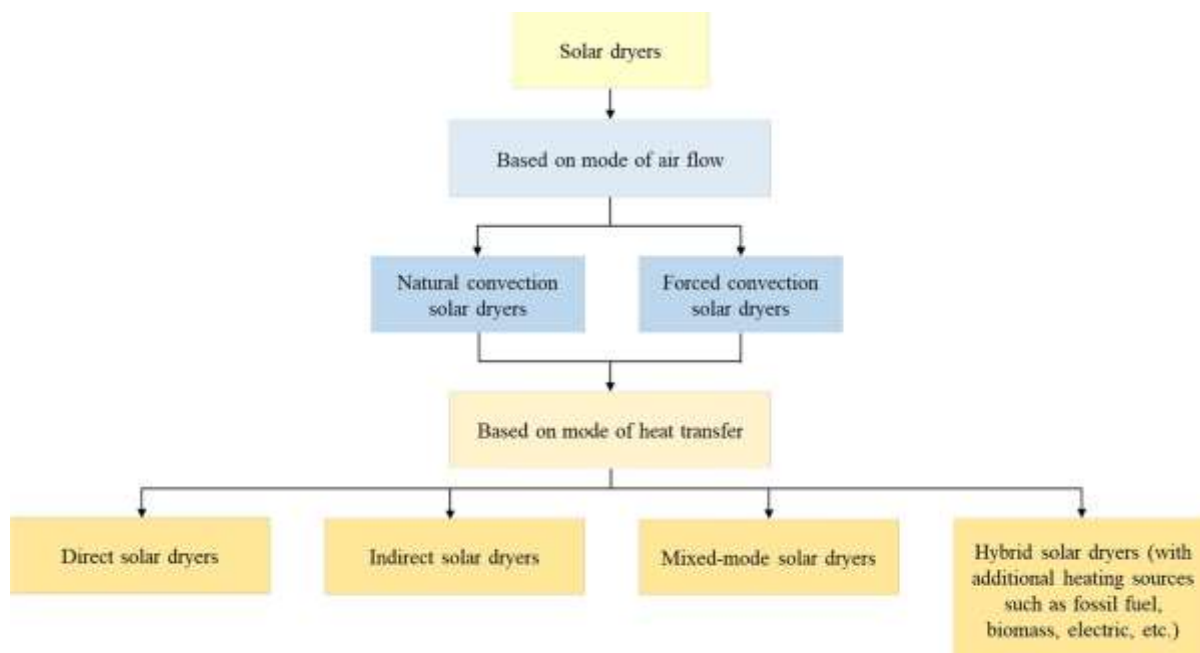 Solar dryers
Based on mode of air flow
Natural convection
solar dryers
Forced convection
solar dryers
Based on mode of heat transfer
Direct solar dryers
Indirect solar dryers
Mixed-mode solar dryers
Hybrid solar dryers (with
additional heating sources
such as fossil fuel,
biomass, electric, etc.)